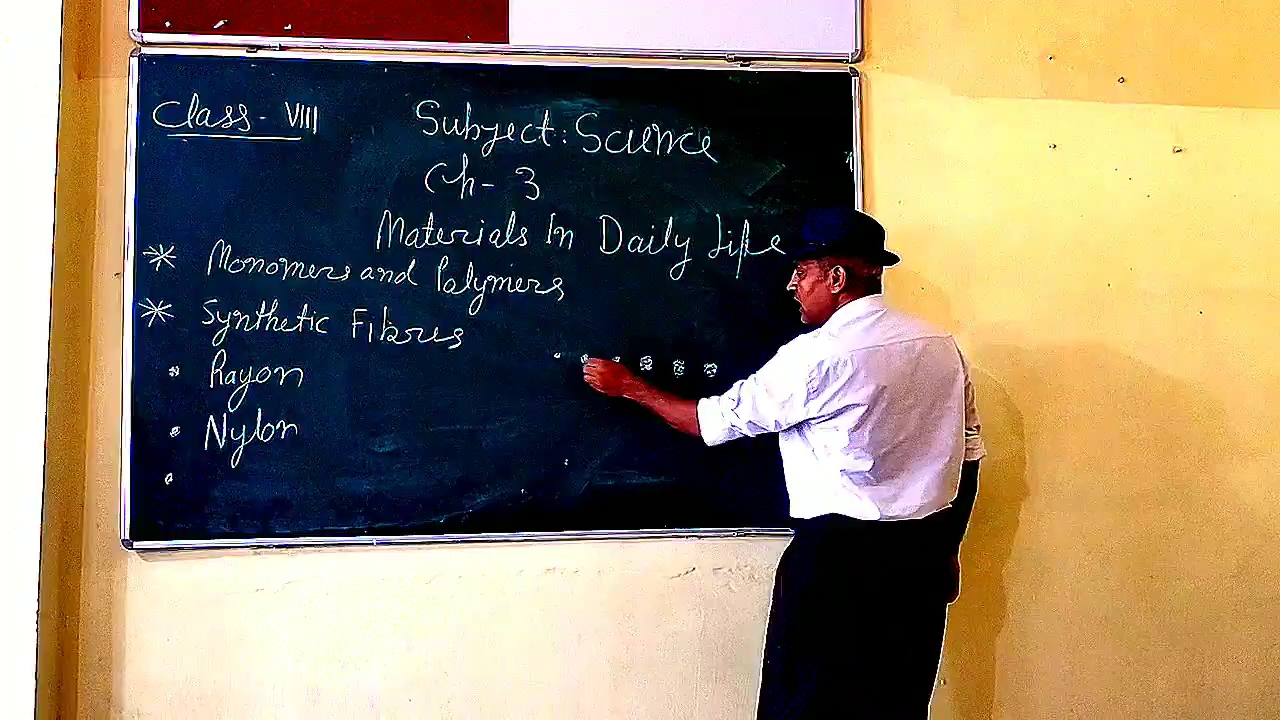 Class - VIII
Subject: Science
Ch - 3
Materials In Daily Life
* Monomers and Polymers
* Synthetic Fibres
• Rayon
• Nylon
•